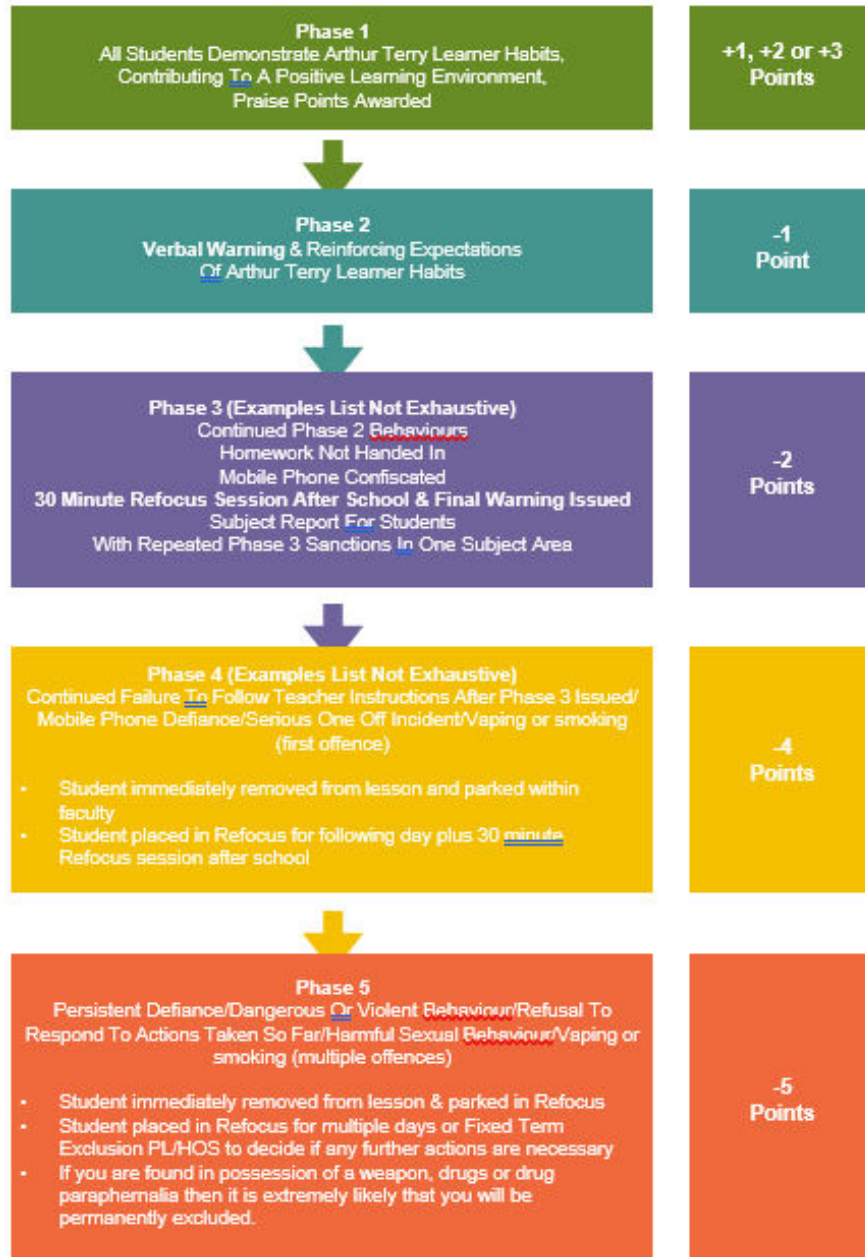 Phase 1
All Students Demonstrate Arthur Terry Learner Habits,
Contributing To A Positive Learning Environment,
Praise Points Awarded
+1, +2 or +3
Points
Phase 2
Verbal Warning & Reinforcing Expectations
Of Arthur Terry Learner Habits
-1
Point
Phase 3 (Examples List Not Exhaustive)
Continued Phase 2 Behaviours
Homework Not Handed In
Mobile Phone Confiscated
30 Minute Refocus Session After School & Final Warning Issued
Subject Report For Students
With Repeated Phase 3 Sanctions In One Subject Area
-2
Points
Phase 4 (Examples List Not Exhaustive)
Continued Failure To Follow Teacher Instructions After Phase 3 Issued/
Mobile Phone Defiance/Serious One Off Incident/Vaping or smoking
(first offence)
• Student immediately removed from lesson and parked within
faculty
• Student placed in Refocus for following day plus 30 minute
Refocus session after school
-4
Points
Phase 5
Persistent Defiance/Dangerous Or Violent Behaviour/Refusal To
Respond To Actions Taken So Far/Harmful Sexual Behaviour/Vaping or
smoking (multiple offences)
• Student immediately removed from lesson & parked in Refocus
• Student placed in Refocus for multiple days or Fixed Term
Exclusion PL/HOS to decide if any further actions are necessary
• If you are found in possession of a weapon, drugs or drug
paraphernalia then it is extremely likely that you will be
permanently excluded.
-5
Points